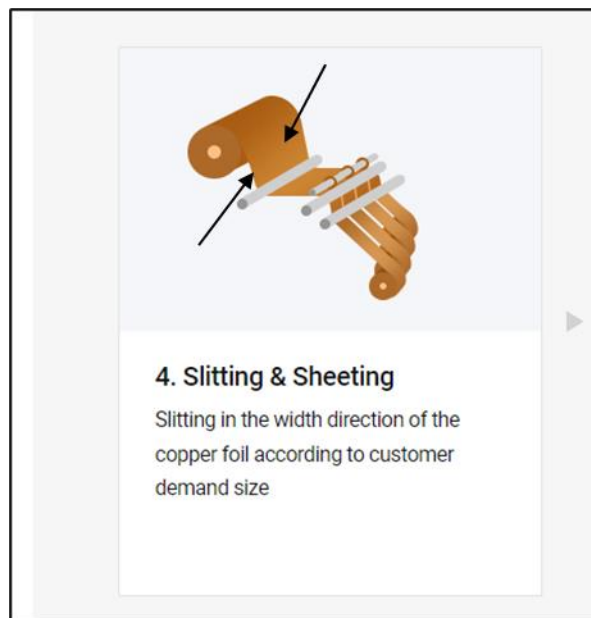 4. Slitting & Sheeting
Slitting in the width direction of the
copper foil according to customer
demand size